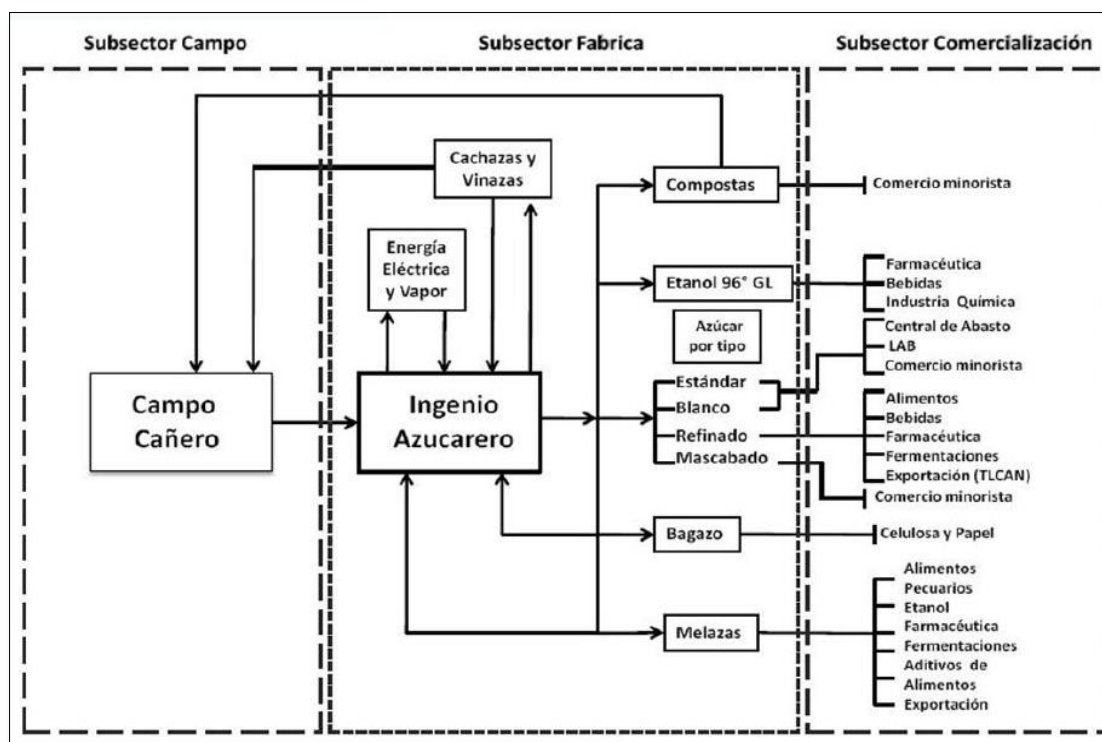 Subsector Campo
Subsector Fabrica
Subsector Comercialización
Cachazas y
Vinazas
Compostas
Comercio minorista
Energía
Eléctrica
y Vapor
Etanol 96° GL
Farmacéutica
Bebidas
Industria Química
Azúcar
por tipo
Central de Abasto
LAB
Comercio minorista
Campo
Cañero
Ingenio
Azucarero
Estándar
Blanco
Refinado
Mascabado
Alimentos
Bebidas
Farmacéutica
Fermentaciones
Exportación (TLCAN)
Comercio minorista
Bagazo
Celulosa y Papel
Melazas
Alimentos
Pecuarios
Etanol
Farmacéutica
Fermentaciones
Aditivos de
Alimentos
Exportación